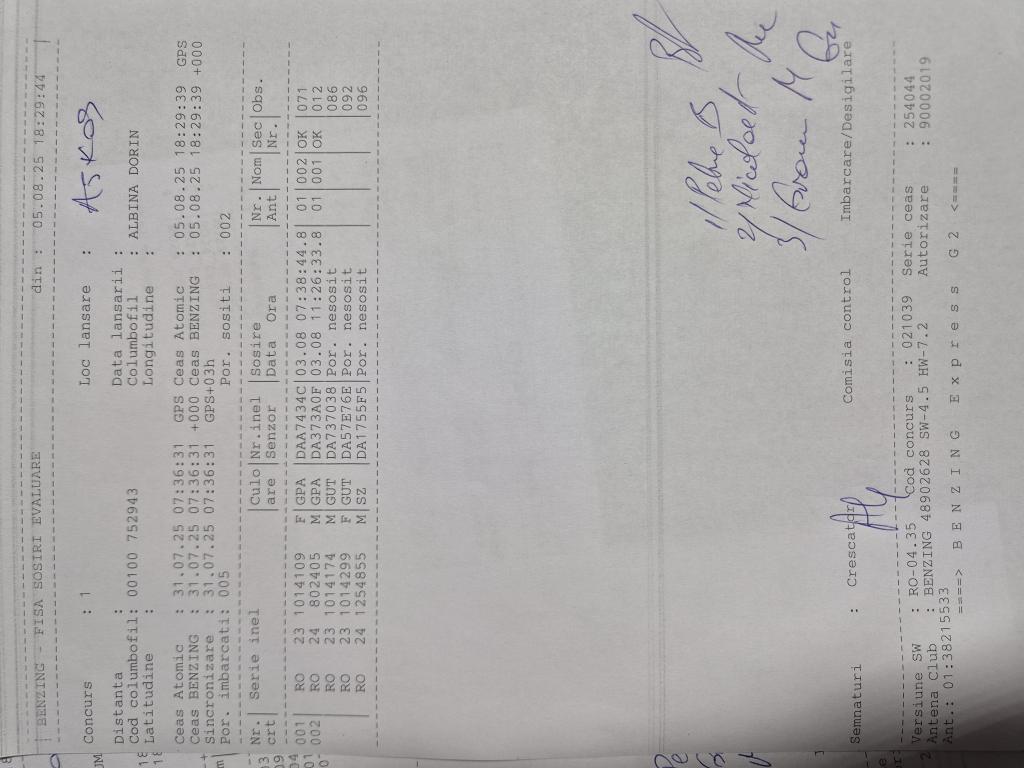 BENZING - FISA SOSIRI EVALUARE din : 05.08.25 18:29:44
Concurs : 1 Loc lansare :
Distanta : Data lansarii :
Cod columbofil: 00100 752943 Columbofil : ALBINA DORIN
Latitudine : Longitudine :
Ceas Atomic : 31.07.25 07:36:31 GPS Ceas Atomic : 05.08.25 18:29:39 GPS
Ceas BENZING : 31.07.25 07:36:31 +000 Ceas BENZING : 05.08.25 18:29:39 +000
Sincronizare : 31.07.25 07:36:31 GPS+03h
Por. imbarcati: 005 Por. sositi : 002
Nr. | Serie inel |Culo|Nr.inel |Sosire |Nr. |Nom|Sec|Obs.
crt| |are |Senzor |Data Ora |Ant| |Nr.|
001 | RO 23 1014109 F |GPA |DAA7434C|03.08 07:38:44.8| 01|002|OK |071
002 | RO 24 802405 M |GPA |DA373A0F|03.08 11:26:33.8| 01|001|OK |012
| RO 23 1014174 M |GUT |DA737038|Por. nesosit | | | |086
| RO 23 1014299 F |GUT |DA57E76E|Por. nesosit | | | |092
| RO 24 1254855 M |SZ |DA1755F5|Por. nesosit | | | |096
1) Petre B
2) Nicolae
3) M
Semnaturi : Crescator Comisia control Imbarcare/Desigilare
Versiune SW : RO-04.35 Cod concurs : 021039 Serie ceas : 254044
Antena Club : BENZING 48902628 SW-4.5 HW-7.2 Autorizare : 90002019
Ant.: 01:38215533
====> B E N Z I N G E x p r e s s G 2 <====